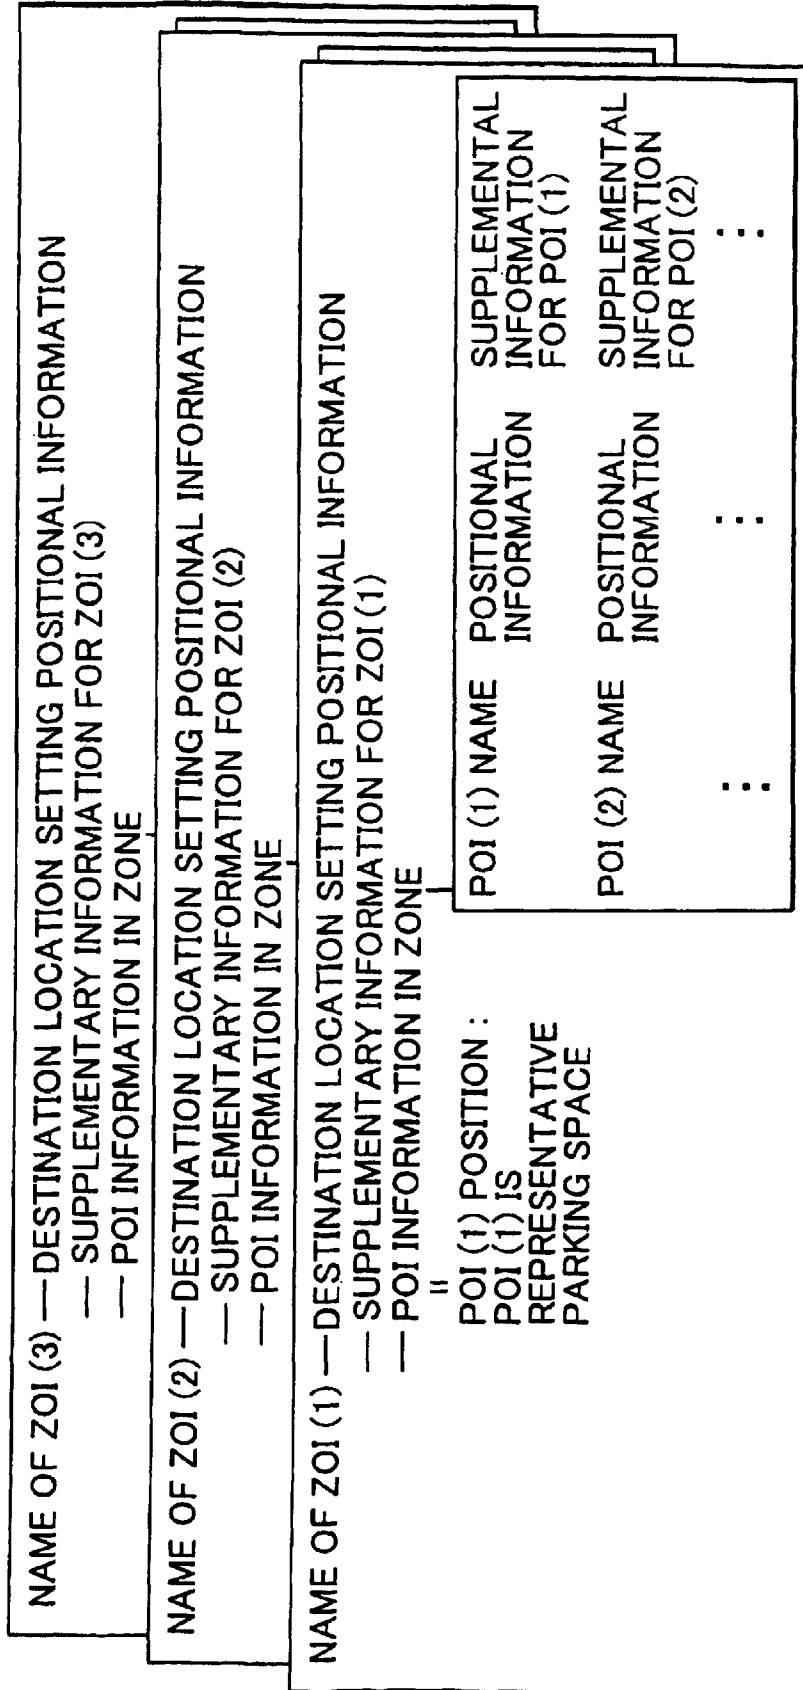 NAME OF ZOI (3) — DESTINATION LOCATION SETTING POSITIONAL INFORMATION
— SUPPLEMENTARY INFORMATION FOR ZOI (3)
— POI INFORMATION IN ZONE
NAME OF ZOI (2) — DESTINATION LOCATION SETTING POSITIONAL INFORMATION
— SUPPLEMENTARY INFORMATION FOR ZOI (2)
— POI INFORMATION IN ZONE
NAME OF ZOI (1) — DESTINATION LOCATION SETTING POSITIONAL INFORMATION
— SUPPLEMENTARY INFORMATION FOR ZOI (1)
— POI INFORMATION IN ZONE
=
POI (1) POSITION :
POI (1) IS
REPRESENTATIVE
PARKING SPACE
POI (1) NAME POSITIONAL SUPPLEMENTAL
INFORMATION INFORMATION
FOR POI (1)
POI (2) NAME POSITIONAL SUPPLEMENTAL
INFORMATION INFORMATION
FOR POI (2)
⋮ ⋮ ⋮